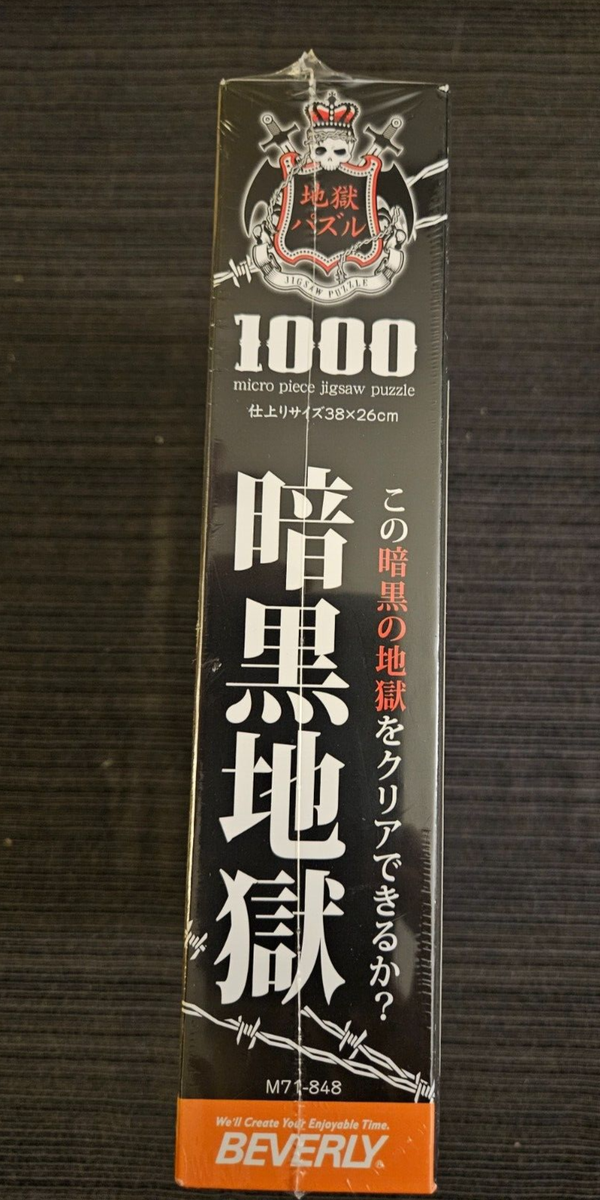 地獄
パズル
JIGSAW PUZZLE
1000
micro piece jigsaw puzzle
仕上りサイズ38×26cm
この暗黒の地獄をクリアできるか?
暗黒地獄
M71-848
We'll Create Your Enjoyable Time.
BEVERLY